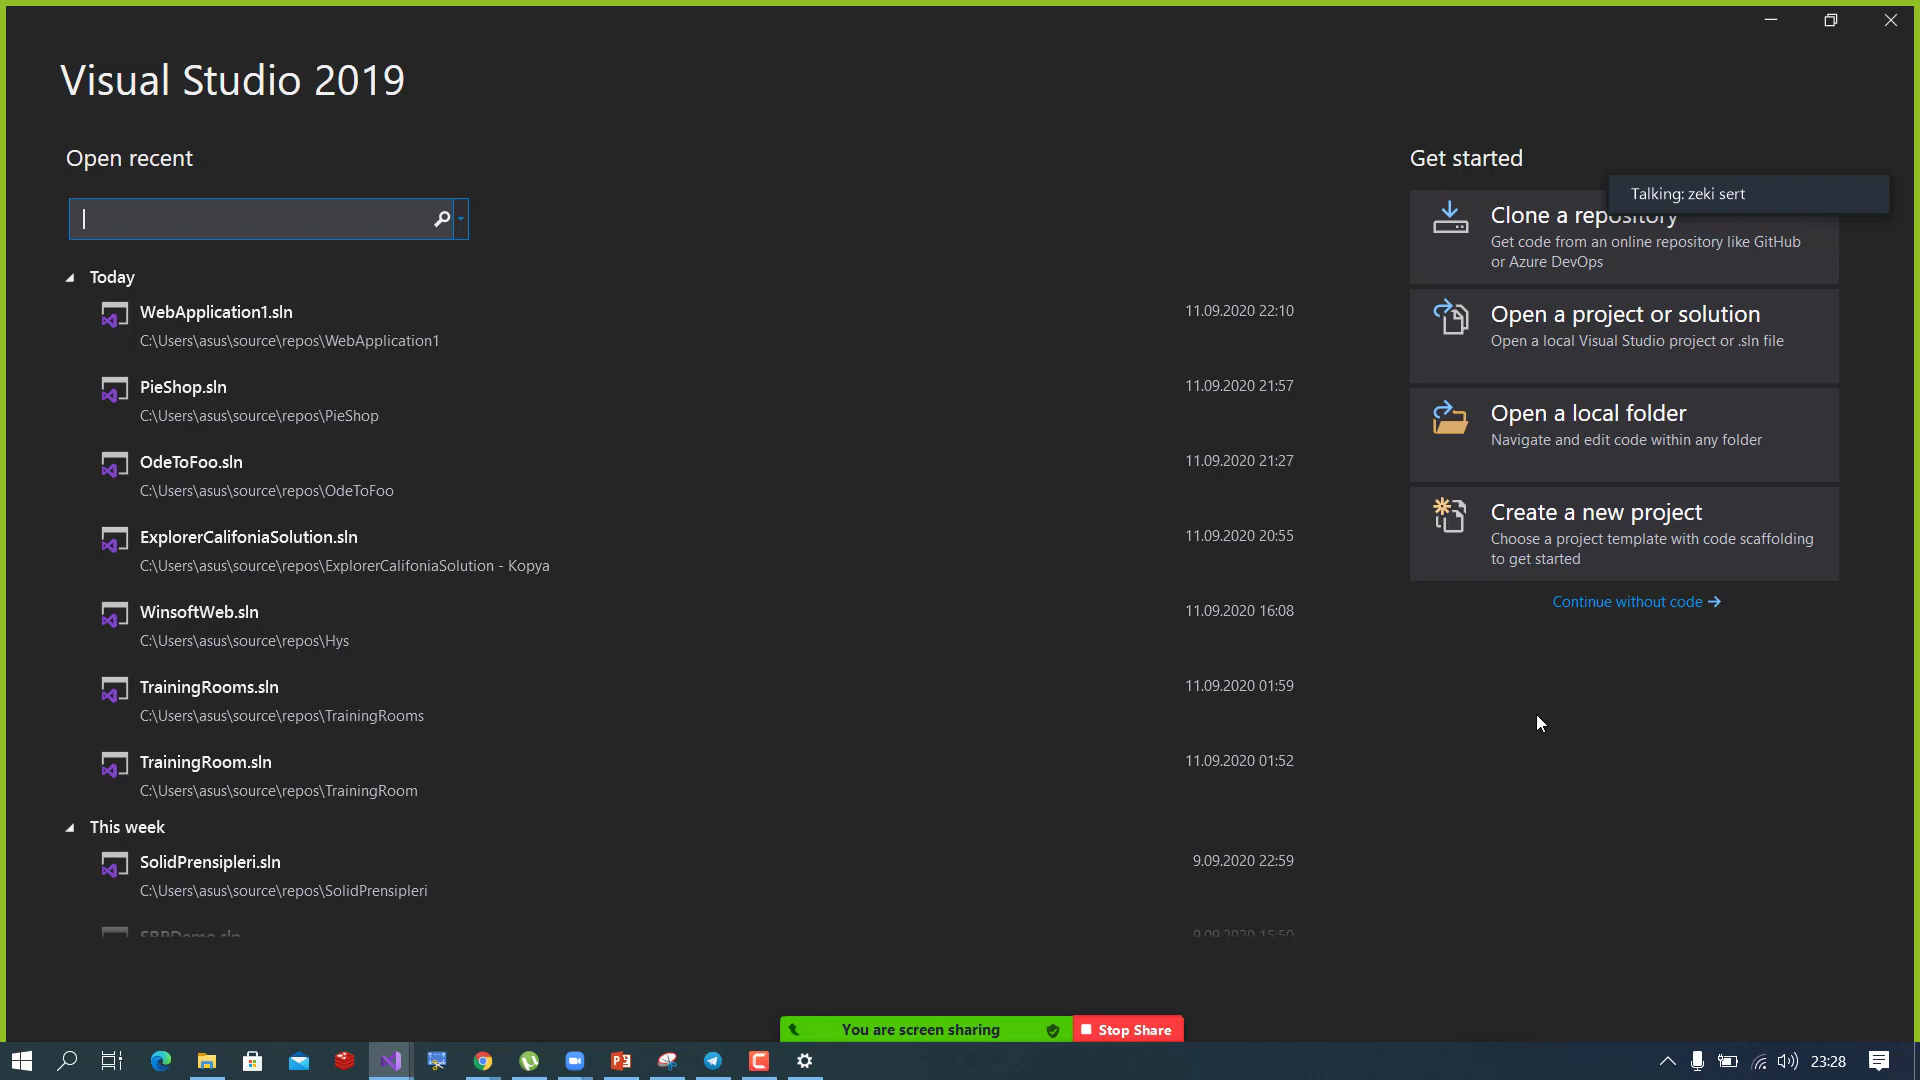 Visual Studio 2019
Open recent
Today
WebApplication1.sln
11.09.2020 22:10
C:\Users\asus\source\repos\WebApplication1
PieShop.sln
11.09.2020 21:57
C:\Users\asus\source\repos\PieShop
OdeToFoo.sln
11.09.2020 21:27
C:\Users\asus\source\repos\OdeToFoo
ExplorerCalifoniaSolution.sln
11.09.2020 20:55
C:\Users\asus\source\repos\ExplorerCalifoniaSolution - Kopya
WinsoftWeb.sln
11.09.2020 16:08
C:\Users\asus\source\repos\Hys
TrainingRooms.sln
11.09.2020 01:59
C:\Users\asus\source\repos\TrainingRooms
TrainingRoom.sln
11.09.2020 01:52
C:\Users\asus\source\repos\TrainingRoom
This week
SolidPrensipleri.sln
9.09.2020 22:59
C:\Users\asus\source\repos\SolidPrensipleri
9.09.2020 15:50
Get started
Talking: zeki sert
Clone a repository
Get code from an online repository like GitHub
or Azure DevOps
Open a project or solution
Open a local Visual Studio project or .sln file
Open a local folder
Navigate and edit code within any folder
Create a new project
Choose a project template with code scaffolding
to get started
Continue without code →
You are screen sharing
Stop Share
23:28